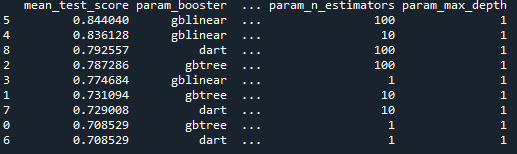 mean_test_score param_booster ... param_n_estimators param_max_depth
5 0.844040 gblinear ... 100 1
4 0.836128 gblinear ... 10 1
8 0.792557 dart ... 100 1
2 0.787286 gbtree ... 100 1
3 0.774684 gblinear ... 1 1
1 0.731094 gbtree ... 10 1
7 0.729008 dart ... 10 1
0 0.708529 gbtree ... 1 1
6 0.708529 dart ... 1 1